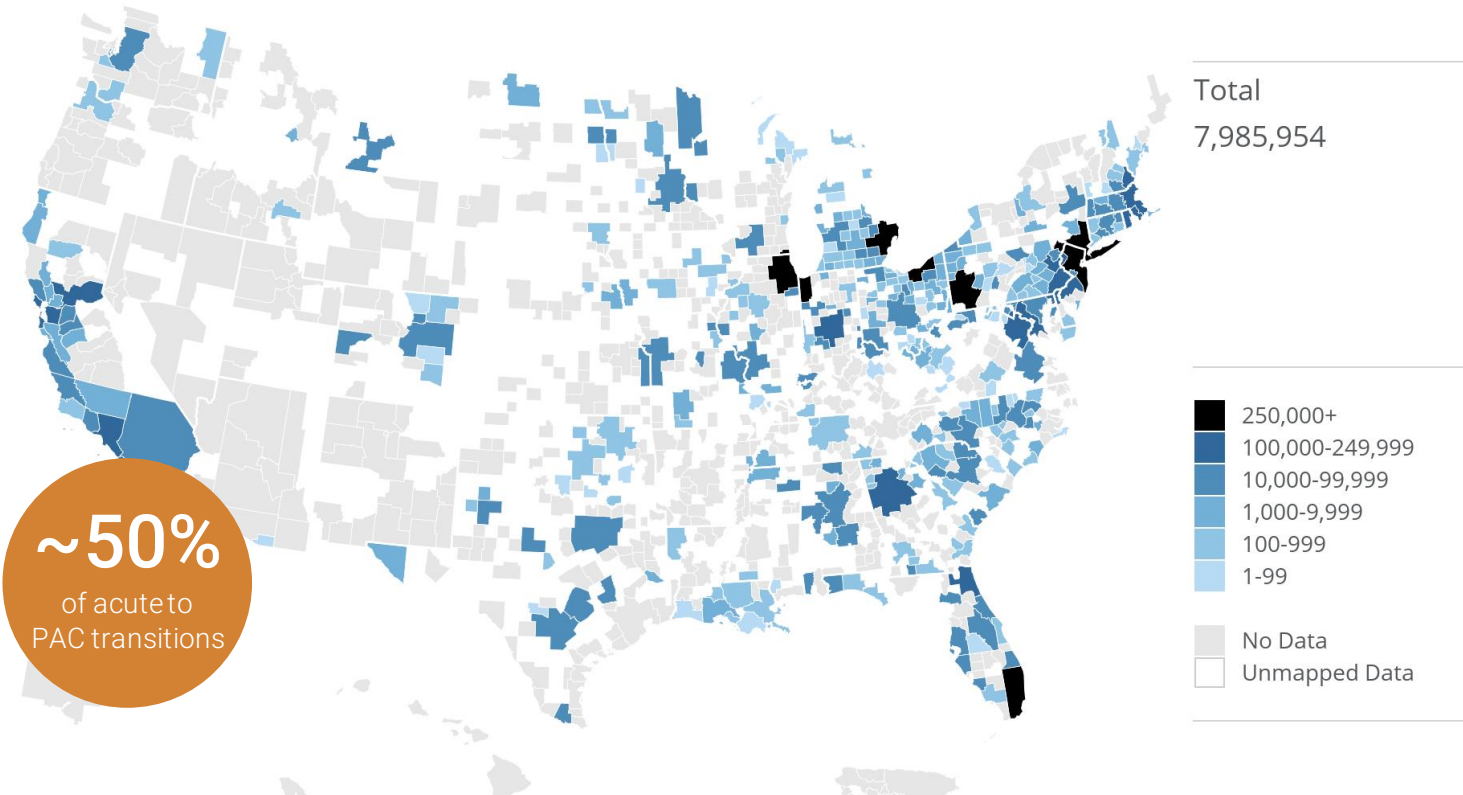 Total
7,985,954
250,000+
100,000-249,999
10,000-99,999
1,000-9,999
100-999
1-99
No Data
Unmapped Data
~50%
of acute to
PAC transitions